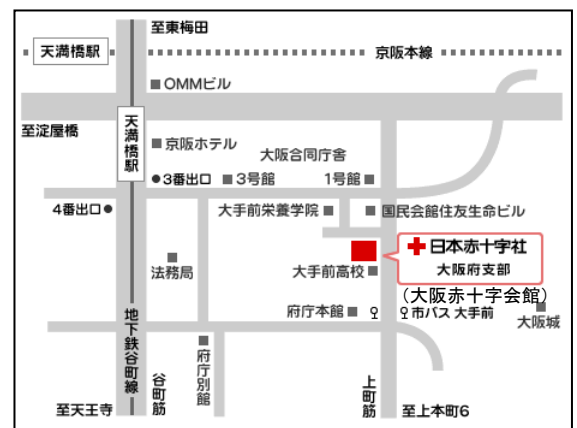 至東梅田
天満橋駅
京阪本線
OMMビル
至淀屋橋
天満橋駅
京阪ホテル
大阪合同庁舎
●3番出口
3号館
1号館
4番出口●
大手前栄養学院
国民会館住友生命ビル
日本赤十字社
大阪府支部
(大阪赤十字会館)
法務局
大手前高校
府庁本館
市バス 大手前
大阪城
地下鉄谷町線
府庁別館
谷町筋
上町筋
至天王寺
至上本町6